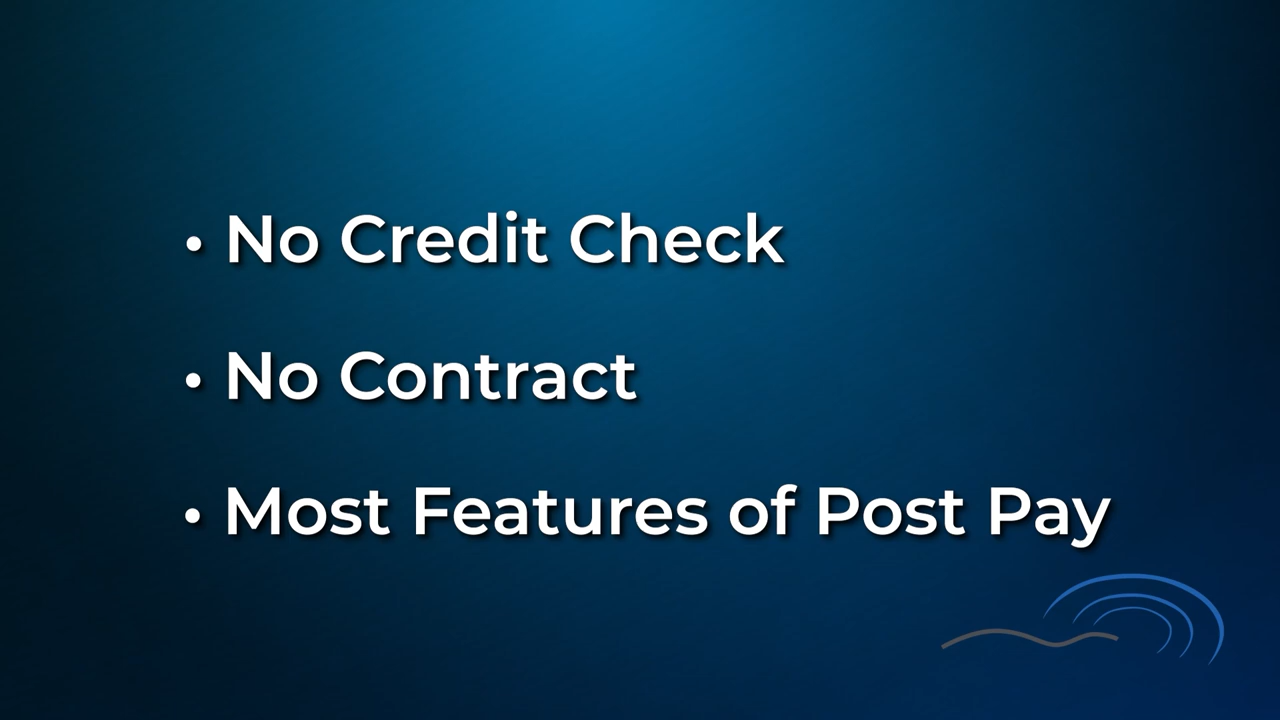 • No Credit Check
• No Contract
• Most Features of Post Pay